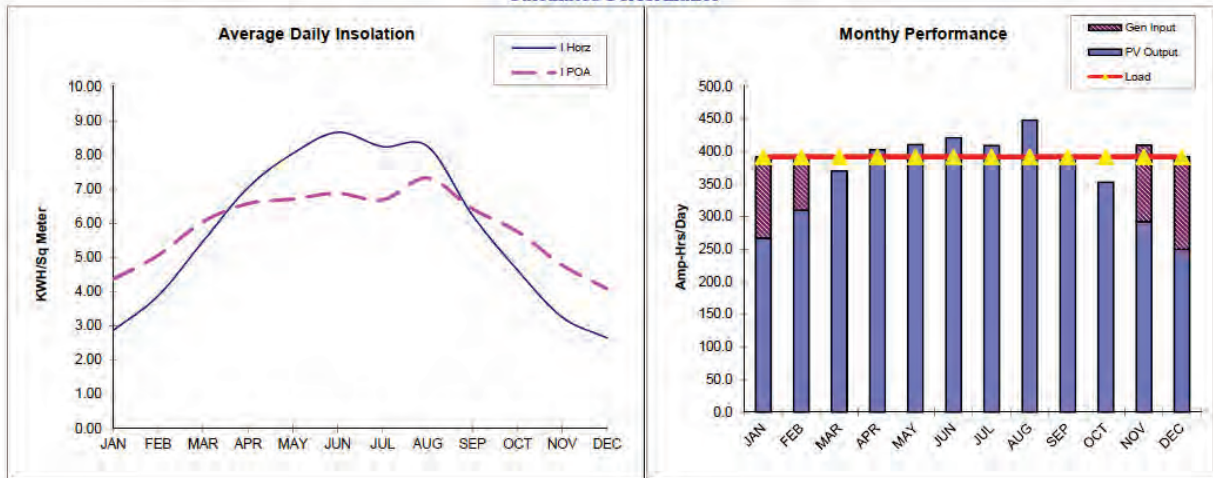 Average Daily Insolation
I Horz
I POA
KWH/Sq Meter
10.00
9.00
8.00
7.00
6.00
5.00
4.00
3.00
2.00
1.00
0.00
JAN FEB MAR APR MAY JUN JUL AUG SEP OCT NOV DEC
Monthy Performance
Gen Input
PV Output
Load
Amp-Hrs/Day
500.0
450.0
400.0
350.0
300.0
250.0
200.0
150.0
100.0
50.0
0.0
JAN FEB MAR APR MAY JUN JUL AUG SEP OCT NOV DEC